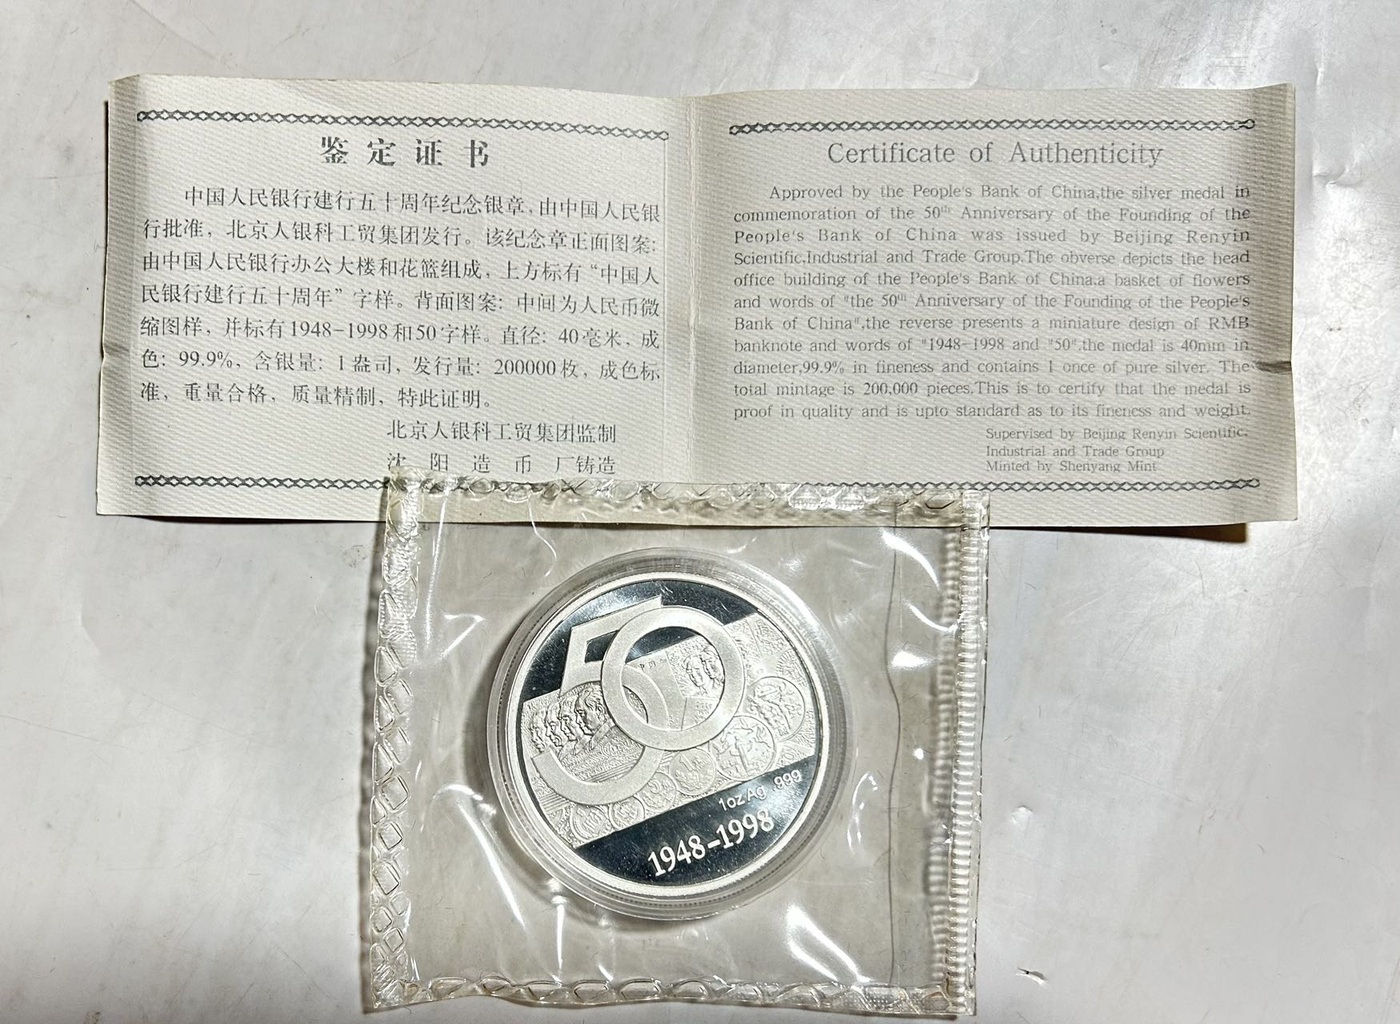 鉴定证书
中国人民银行建行五十周年纪念银章，由中国人民银
行批准，北京人银科工贸集团发行。该纪念章正面图案：
由中国人民银行办公大楼和花篮组成，上方标有“中国人
民银行建行五十周年”字样。背面图案：中间为人民币微
缩图样，并标有1948-1998和50字样。直径：40毫米，成
色：99.9%，含银量：1盎司，发行量：200000枚，成色标
准，重量合格，质量精制，特此证明。
北京人银科工贸集团监制
沈阳造币厂铸造
Certificate of Authenticity
Approved by the People's Bank of China,the silver medal in
commemoration of the 50th Anniversary of the Founding of the
People's Bank of China was issued by Beijing Renyin
Scientific,Industrial and Trade Group.The obverse depicts the head
office building of the People's Bank of China,a basket of flowers
and words of "the 50th Anniversary of the Founding of the People's
Bank of China",the reverse presents a miniature design of RMB
banknote and words of "1948-1998 and "50".the medal is 40mm in
diameter,99.9% in fineness and contains 1 once of pure silver. The
total mintage is 200,000 pieces.This is to certify that the medal is
proof in quality and is upto standard as to its fineness and weight.
Supervised by Beijing Renyin Scientific,
Industrial and Trade Group
Minted by Shenyang Mint
50
1oz Ag .999
1948-1998